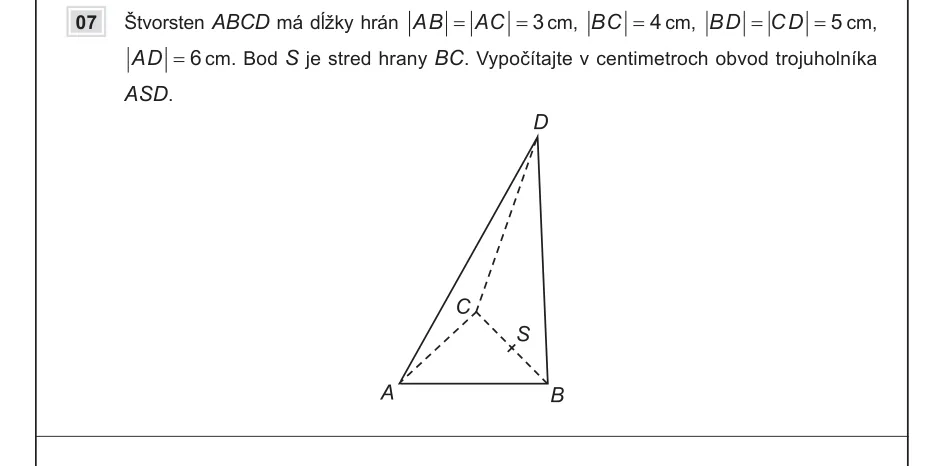 07 Štvorsten ABCD má dĺžky hrán |AB|=|AC|=3 cm, |BC|=4 cm, |BD|=|CD|=5 cm,
|AD|=6 cm. Bod S je stred hrany BC. Vypočítajte v centimetroch obvod trojuholníka
ASD.
D
C
S
A
B